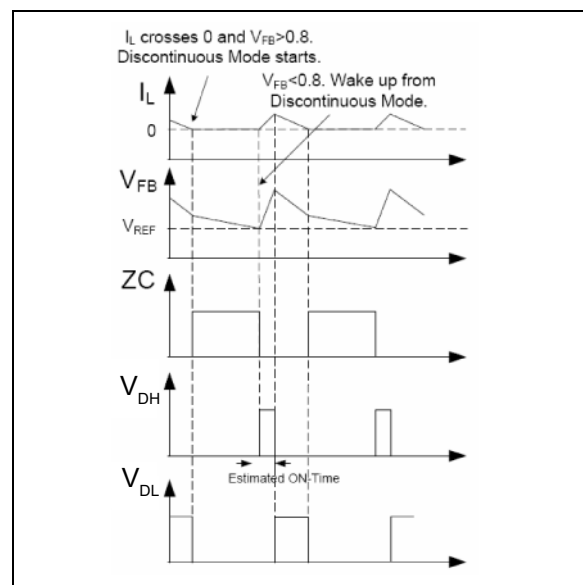 I_L crosses 0 and V_FB>0.8.
Discontinuous Mode starts.
V_FB<0.8. Wake up from
Discontinuous Mode.
I_L
0
V_FB
V_REF
ZC
V_DH
Estimated ON-Time
V_DL